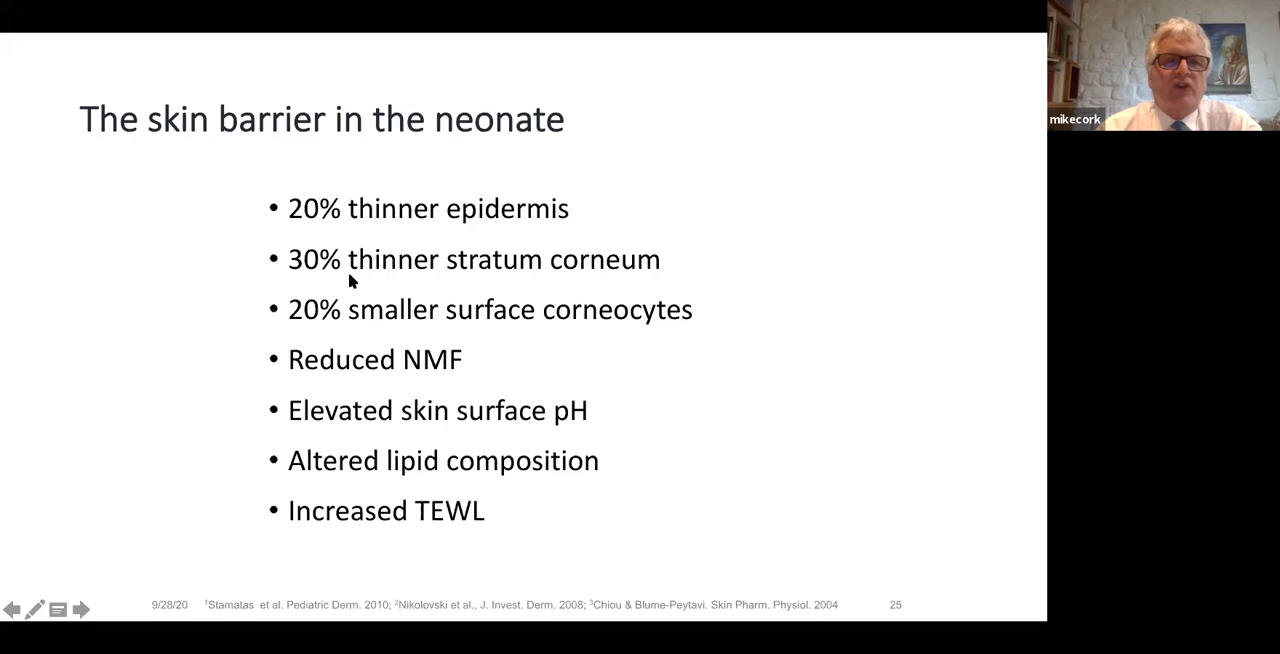 The skin barrier in the neonate
• 20% thinner epidermis
• 30% thinner stratum corneum
• 20% smaller surface corneocytes
• Reduced NMF
• Elevated skin surface pH
• Altered lipid composition
• Increased TEWL
9/28/20
¹Stamatas et al. Pediatric Derm. 2010; ²Nikolovski et al., J. Invest. Derm. 2008; ³Chiou & Blume-Peytavi. Skin Pharm. Physiol. 2004
25
mikecork